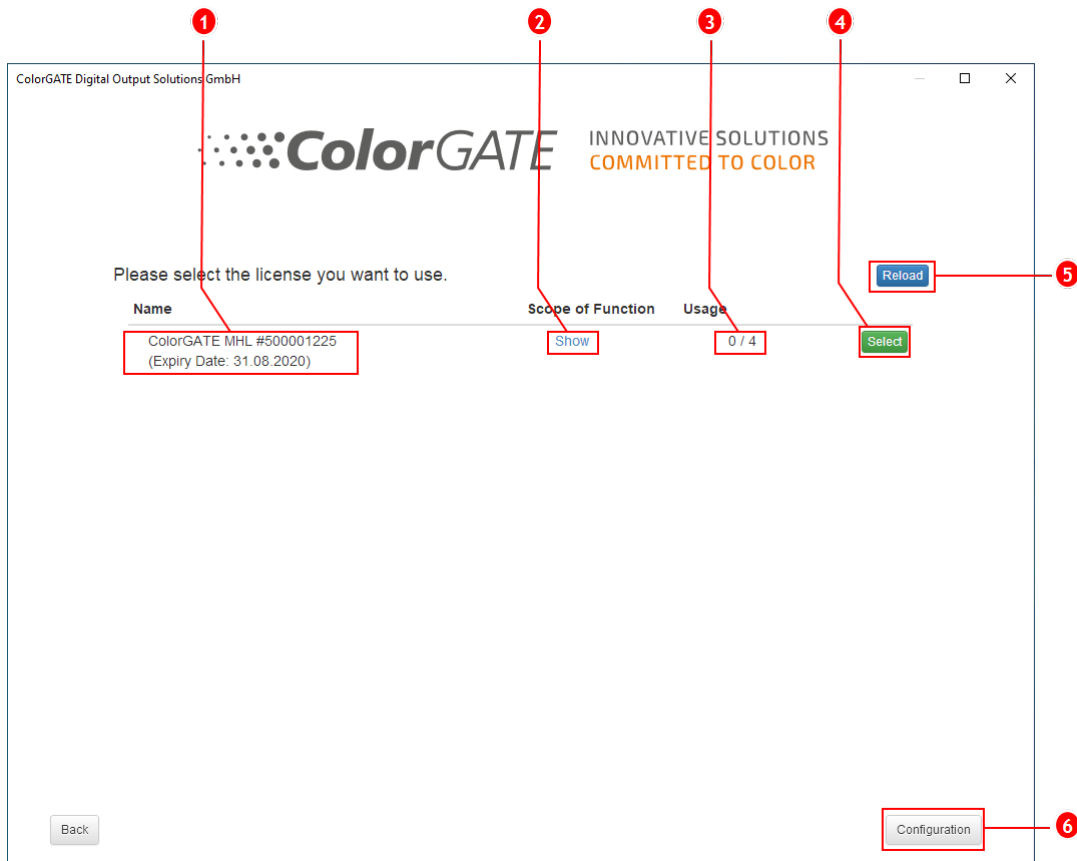 1 2 3 4
ColorGATE Digital Output Solutions GmbH
ColorGATE INNOVATIVE SOLUTIONS
COMMITTED TO COLOR
Please select the license you want to use. Reload 5
Name Scope of Function Usage
ColorGATE MHL #500001225 Show 0 / 4 Select
(Expiry Date: 31.08.2020)
Back Configuration 6